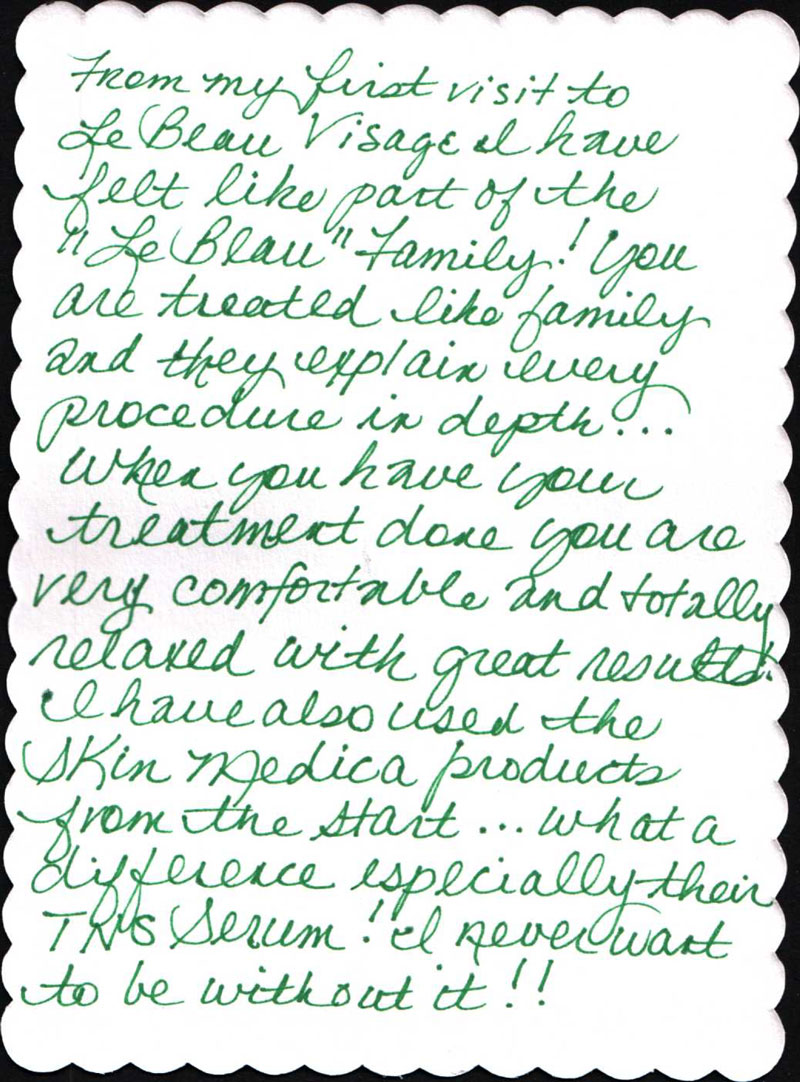 From my first visit to
Le Beau Visage I have
felt like part of the
"Le Beau" Family! You
are treated like family
and they explain every
procedure in depth...
When you have your
treatment done you are
very comfortable and totally
relaxed with great results!
I have also used the
Skin Medica products
from the start... what a
difference especially their
TNS Serum! I never want
to be without it!!